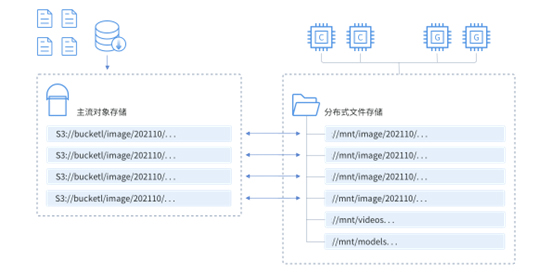 C
C
G
G
主流对象存储
S3://bucketl/image/202110/...
S3://bucketl/image/202110/...
S3://bucketl/image/202110/...
S3://bucketl/image/202110/...
分布式文件存储
//mnt/image/202110/...
//mnt/image/202110/...
//mnt/image/202110/...
//mnt/image/202110/...
//mnt/videos...
//mnt/models...